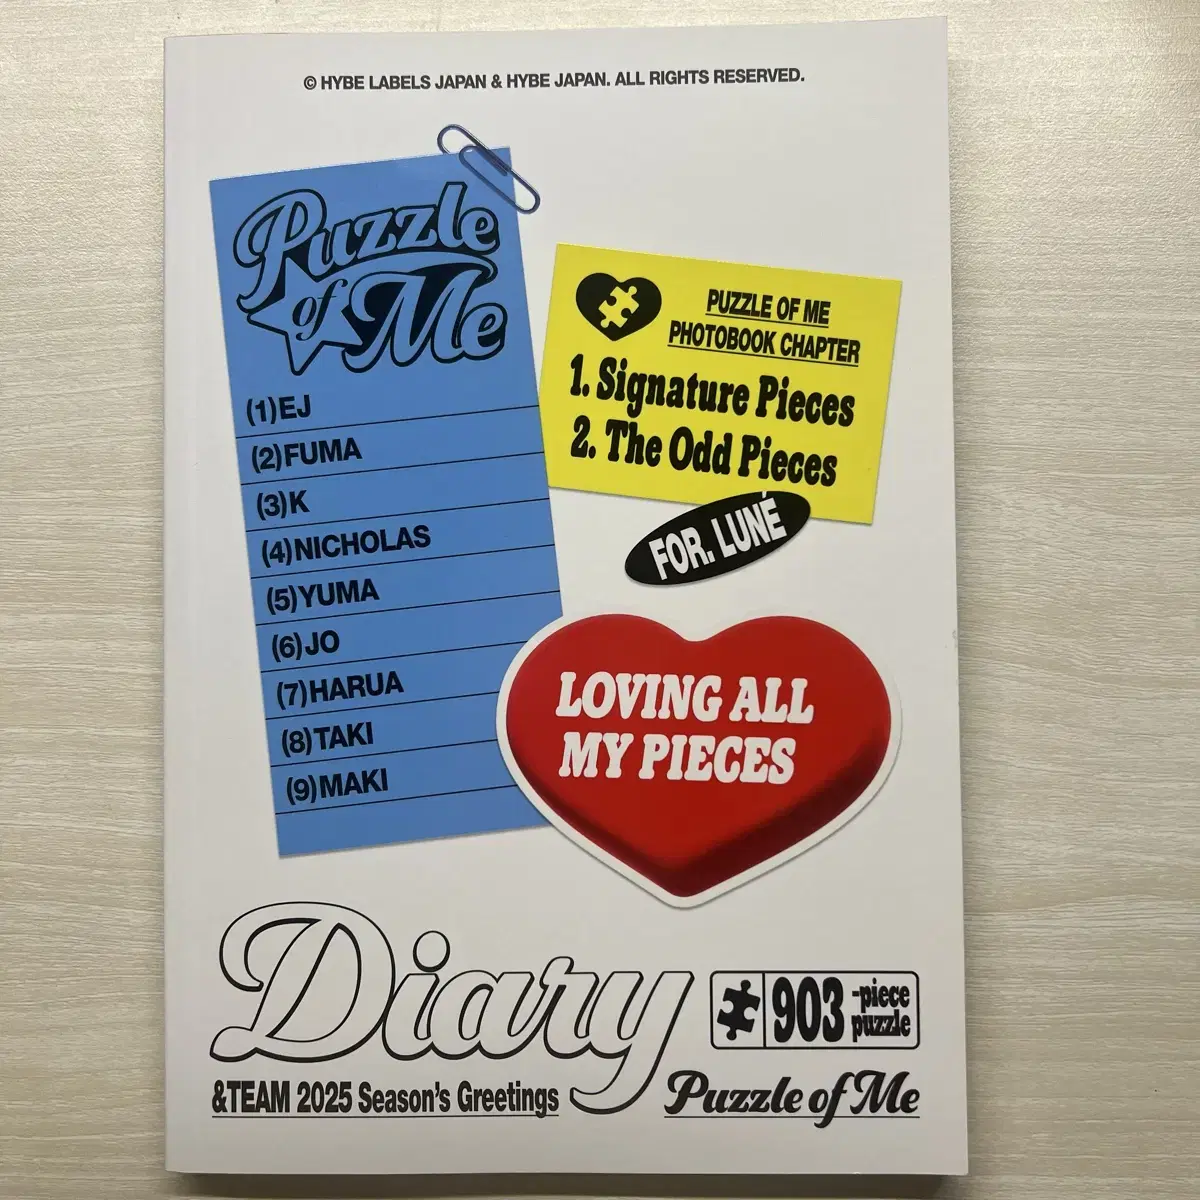 © HYBE LABELS JAPAN & HYBE JAPAN. ALL RIGHTS RESERVED.
Puzzle
of Me
(1)EJ
(2)FUMA
(3)K
(4)NICHOLAS
(5)YUMA
(6)JO
(7)HARUA
(8)TAKI
(9)MAKI
PUZZLE OF ME
PHOTOBOOK CHAPTER
1. Signature Pieces
2. The Odd Pieces
FOR. LUNÉ
LOVING ALL
MY PIECES
Diary
903 -piece
puzzle
&TEAM 2025 Season's Greetings
Puzzle of Me